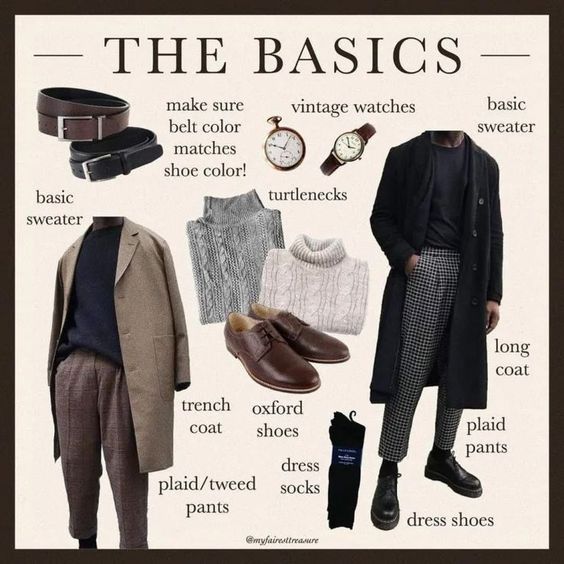 THE BASICS
make sure
belt color
matches
shoe color!
vintage watches
basic
sweater
basic
sweater
turtlenecks
long
coat
trench
coat
oxford
shoes
plaid
pants
dress
socks
plaid/tweed
pants
dress shoes
@myfairesttreasure